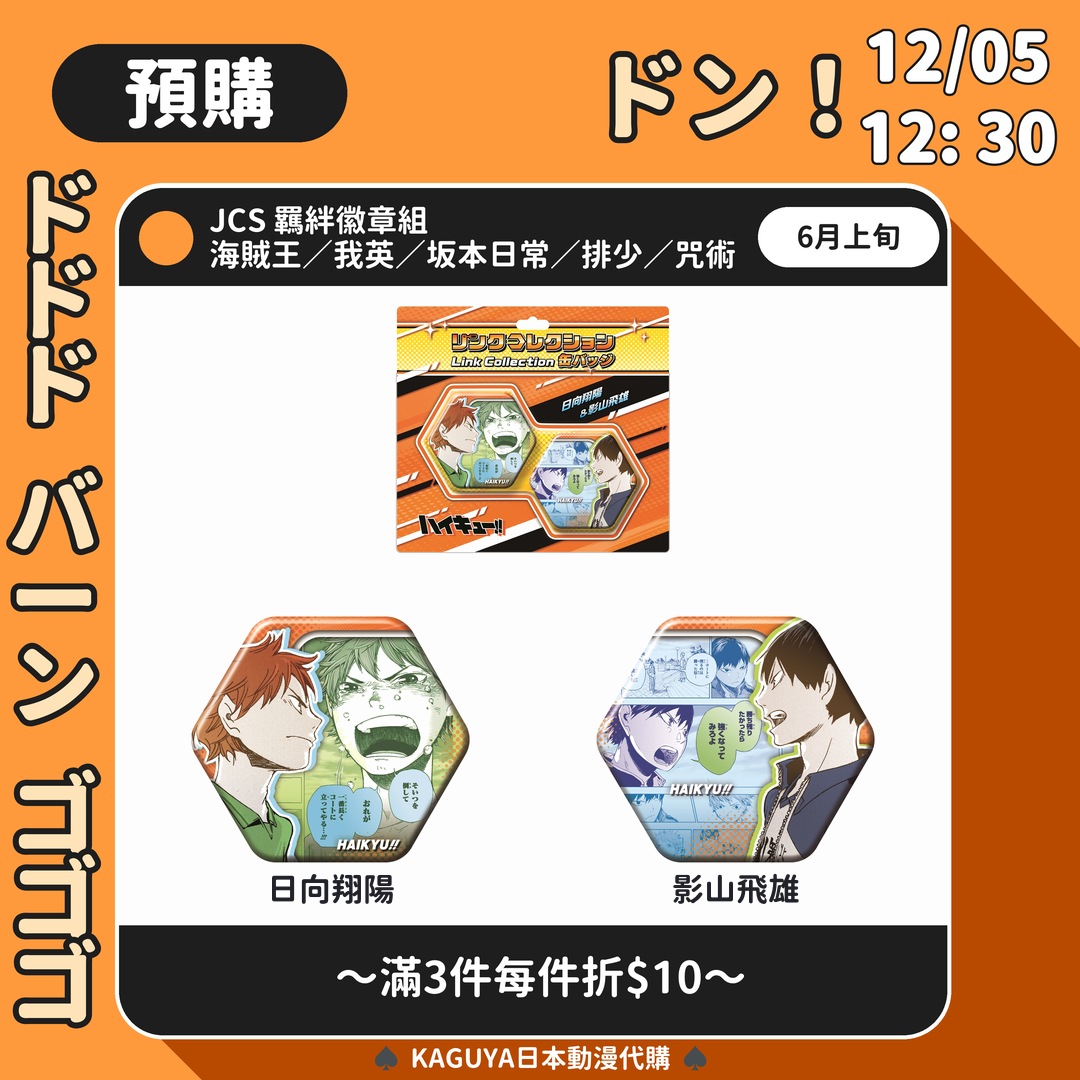 預購
ドン！
12/05
12: 30
ドドド バーン ゴゴゴ
JCS 羈絆徽章組
海賊王／我英／坂本日常／排少／咒術
6月上旬
リンクコレクション
Link Collection 缶バッジ
日向翔陽
&影山飛雄
HAIKYU!!
HAIKYU!!
ハイキュー!!
そいつを
倒して
おれが
一番長く
コートに
立ってやる…!!
HAIKYU!!
勝ち残り
たかったら
強くなって
みろよ
HAIKYU!!
日向翔陽
影山飛雄
～滿3件每件折$10～
♠ KAGUYA日本動漫代購 ♠